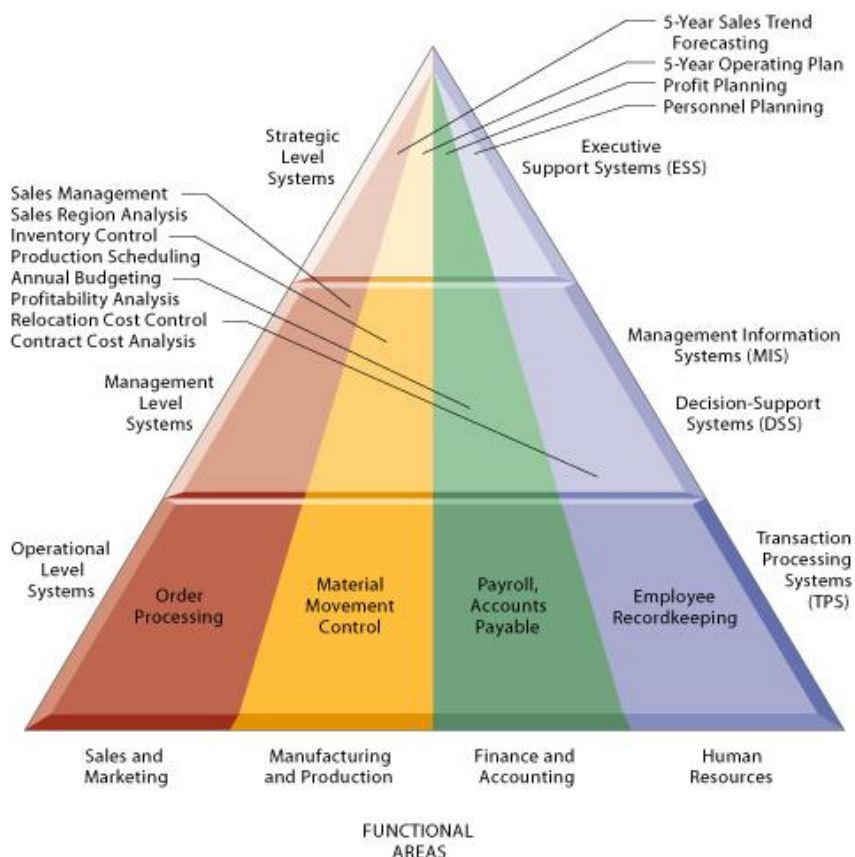 5-Year Sales Trend
Forecasting
5-Year Operating Plan
Profit Planning
Personnel Planning
Strategic
Level
Systems
Executive
Support Systems (ESS)
Sales Management
Sales Region Analysis
Inventory Control
Production Scheduling
Annual Budgeting
Profitability Analysis
Relocation Cost Control
Contract Cost Analysis
Management
Level
Systems
Management Information
Systems (MIS)
Decision-Support
Systems (DSS)
Operational
Level
Systems
Order
Processing
Material
Movement
Control
Payroll,
Accounts
Payable
Employee
Recordkeeping
Transaction
Processing
Systems
(TPS)
Sales and
Marketing
Manufacturing
and Production
Finance and
Accounting
Human
Resources
FUNCTIONAL
AREAS